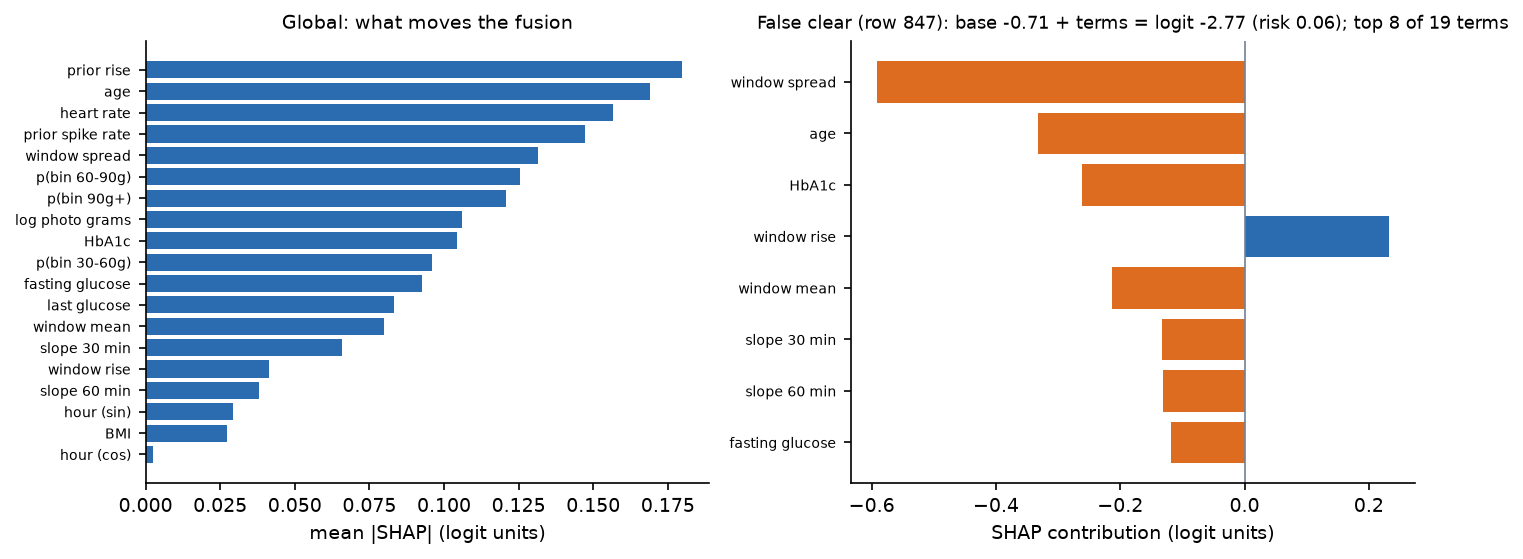 Global: what moves the fusion
prior rise
age
heart rate
prior spike rate
window spread
p(bin 60-90g)
p(bin 90g+)
log photo grams
HbA1c
p(bin 30-60g)
fasting glucose
last glucose
window mean
slope 30 min
window rise
slope 60 min
hour (sin)
BMI
hour (cos)
0.000 0.025 0.050 0.075 0.100 0.125 0.150 0.175
mean |SHAP| (logit units)
False clear (row 847): base -0.71 + terms = logit -2.77 (risk 0.06); top 8 of 19 terms
window spread
age
HbA1c
window rise
window mean
slope 30 min
slope 60 min
fasting glucose
−0.6 −0.4 −0.2 0.0 0.2
SHAP contribution (logit units)